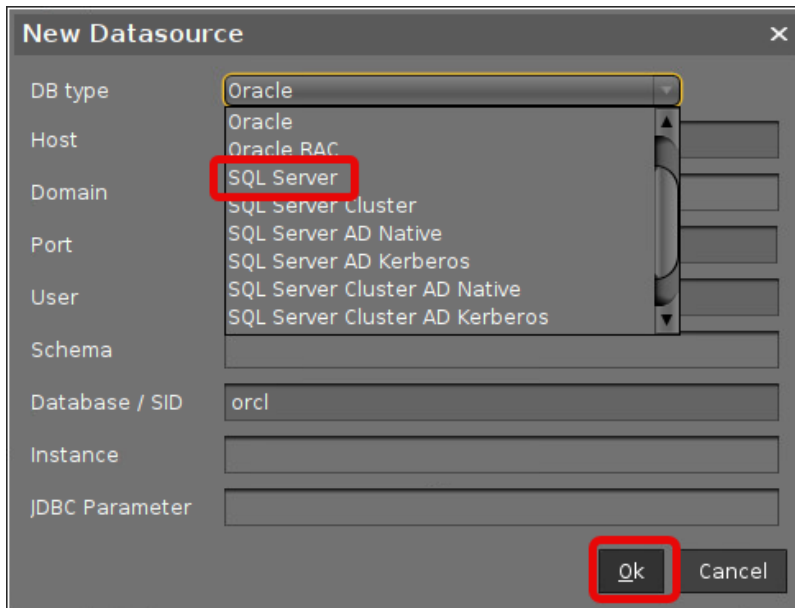 New Datasource ×
DB type Oracle
Oracle
Host Oracle RAC
SQL Server
Domain SQL Server Cluster
Port SQL Server AD Native
SQL Server AD Kerberos
User SQL Server Cluster AD Native
SQL Server Cluster AD Kerberos
Schema
Database / SID orcl
Instance
JDBC Parameter
Ok Cancel